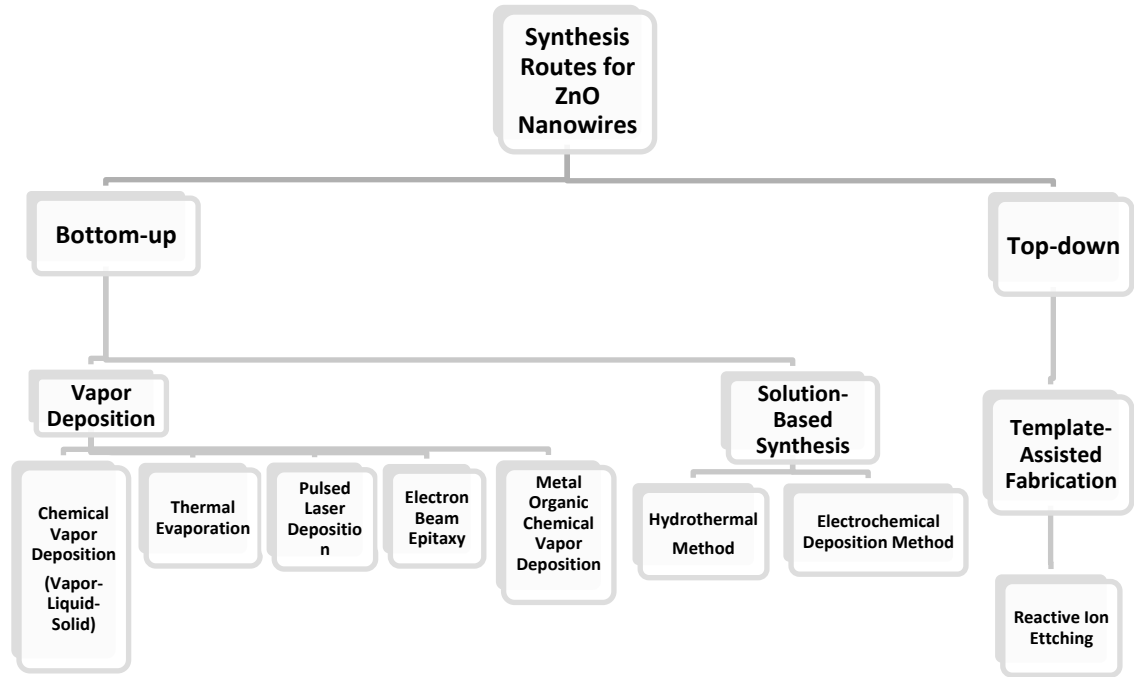 Synthesis
Routes for
ZnO
Nanowires
Bottom-up
Top-down
Vapor
Deposition
Solution-
Based
Synthesis
Template-
Assisted
Fabrication
Chemical
Vapor
Deposition
(Vapor-
Liquid-
Solid)
Thermal
Evaporation
Pulsed
Laser
Depositio
n
Electron
Beam
Epitaxy
Metal
Organic
Chemical
Vapor
Deposition
Hydrothermal
Method
Electrochemical
Deposition Method
Reactive Ion
Ettching